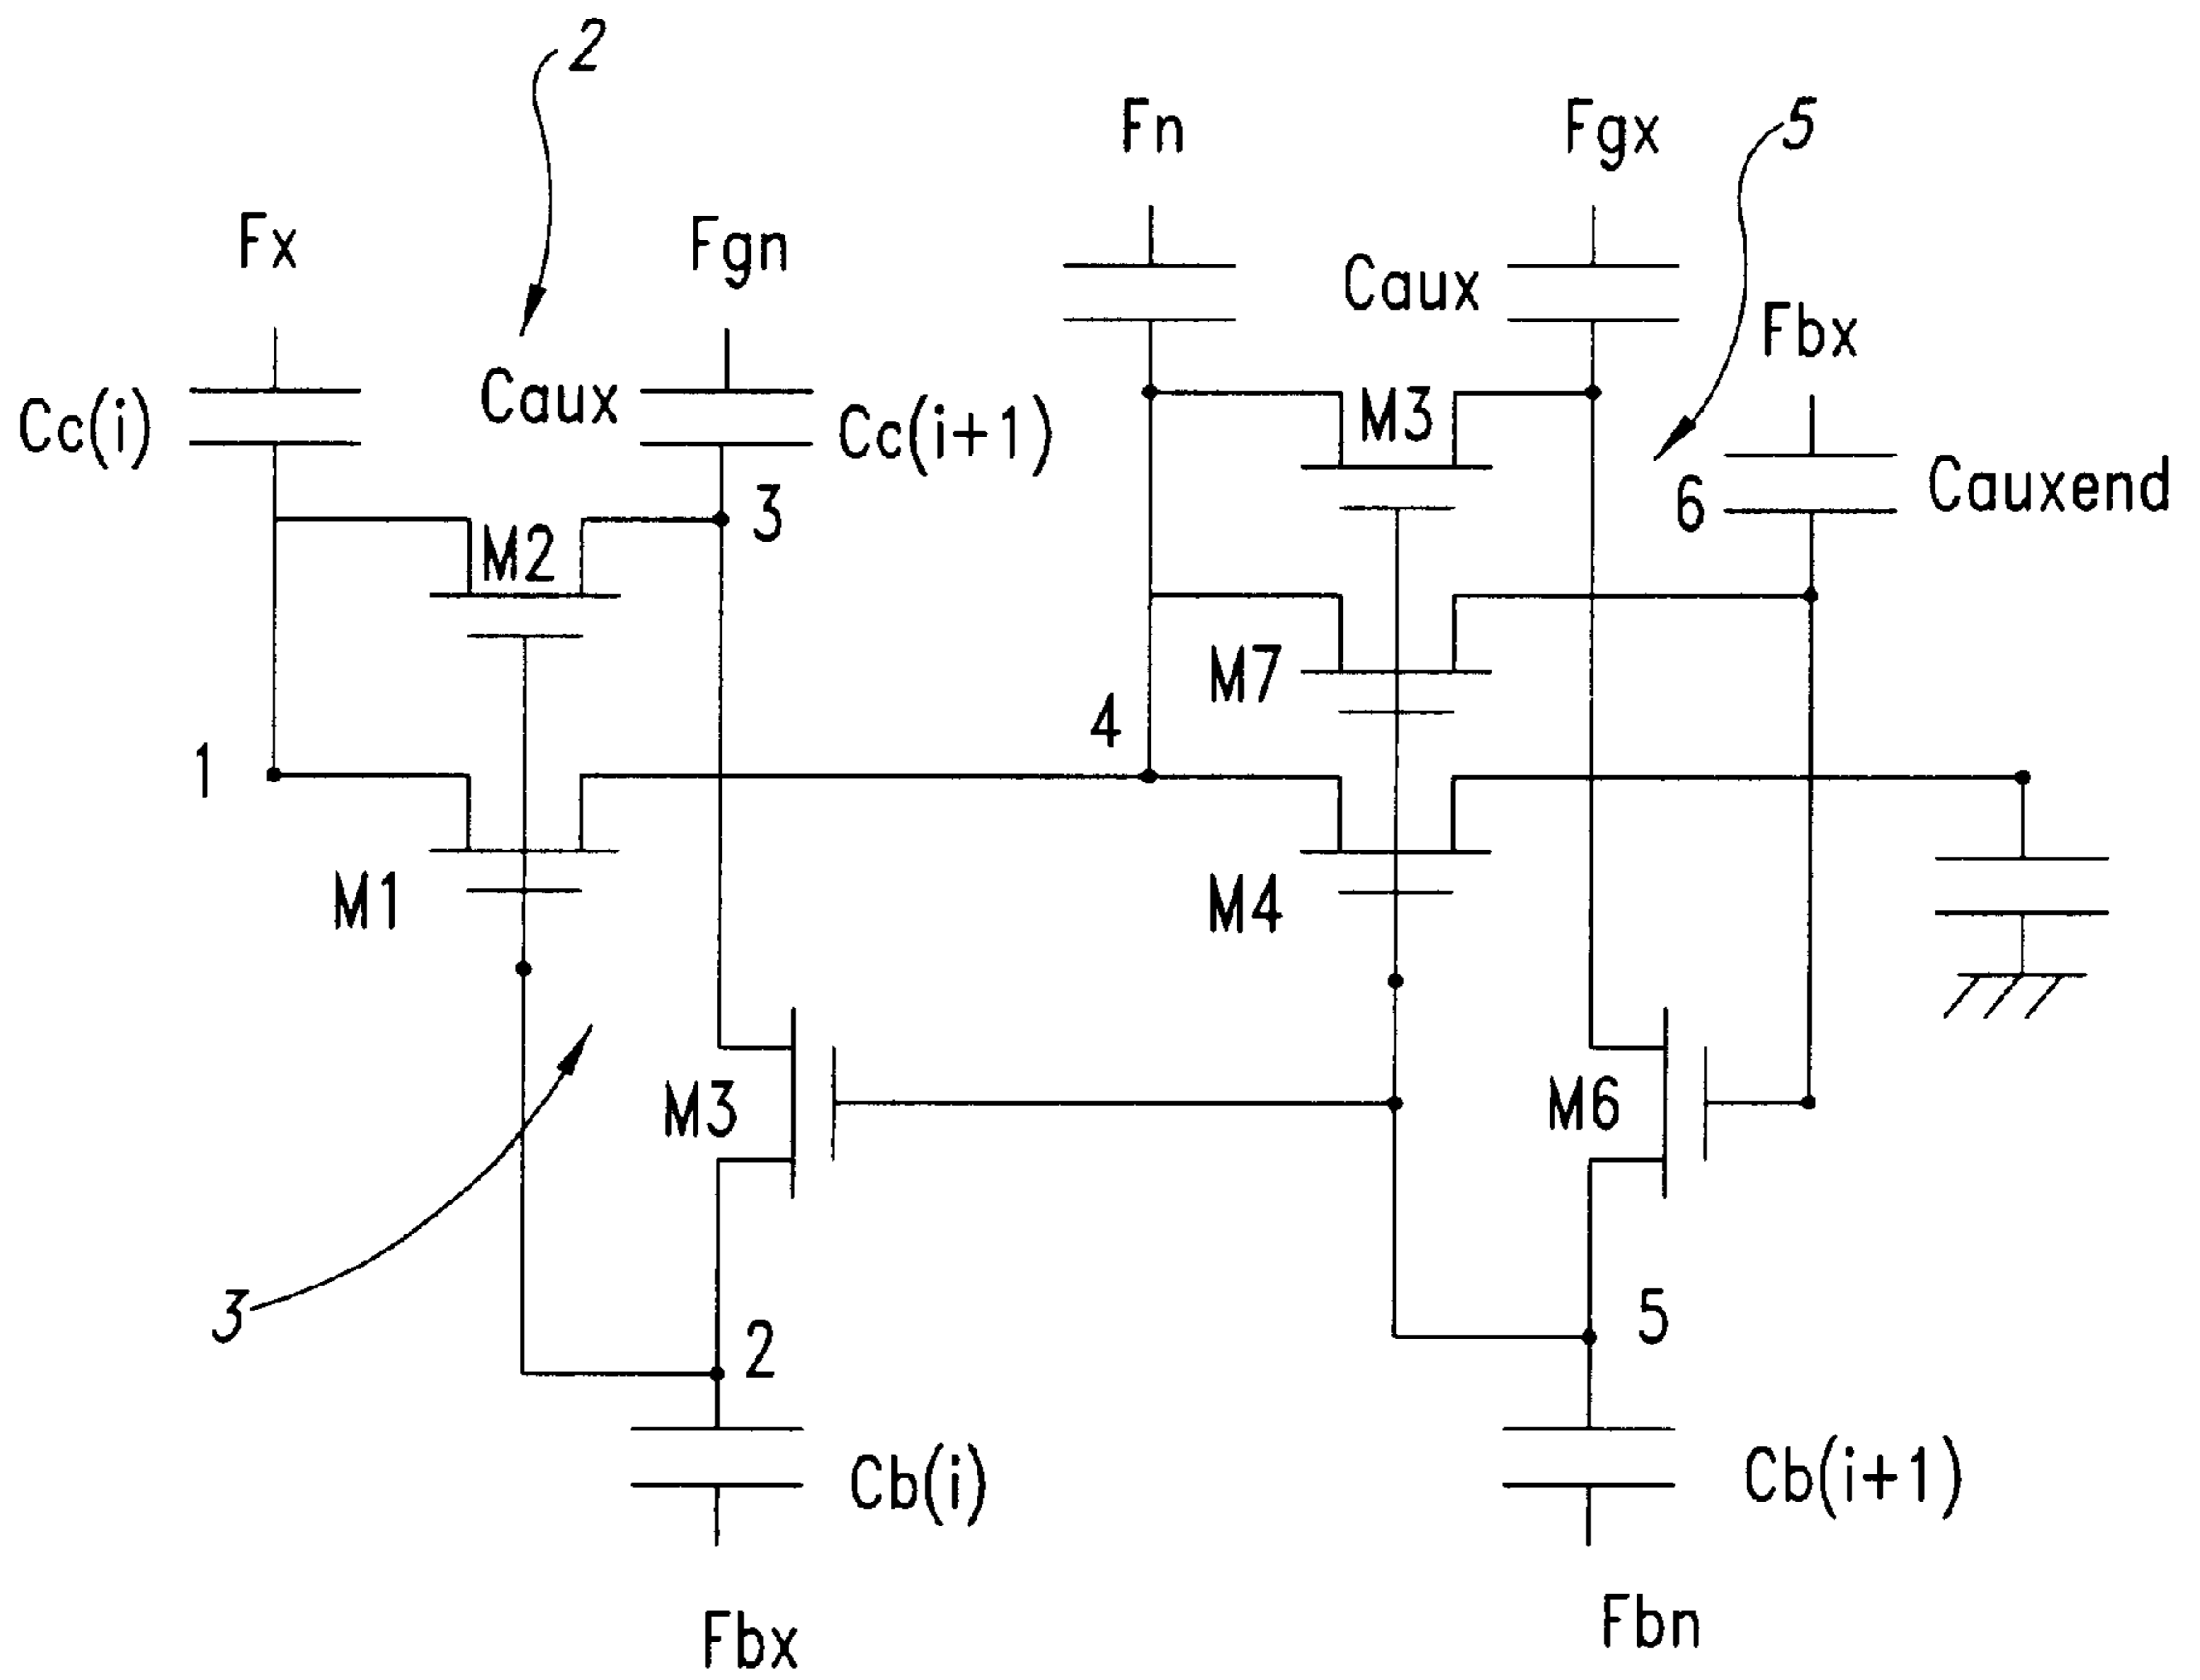 2
Fn
Fgx
5
Fx
Fgn
Caux
Fbx
Cc(i)
Caux
Cc(i+1)
M3
6
Cauxend
3
M2
M7
4
1
M1
M4
M3
M6
3
2
5
Cb(i)
Cb(i+1)
Fbx
Fbn